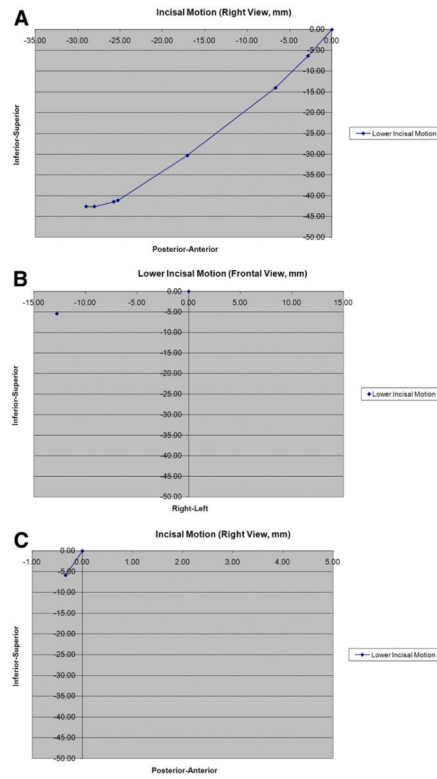 A
Incisal Motion (Right View, mm)
-35.00 -30.00 -25.00 -20.00 -15.00 -10.00 -5.00 0.00
0.00
-5.00
-10.00
-15.00
-20.00
-25.00
-30.00
-35.00
-40.00
-45.00
-50.00
Inferior-Superior
Lower Incisal Motion
Posterior-Anterior
B
Lower Incisal Motion (Frontal View, mm)
-15.00 -10.00 -5.00 0.00 5.00 10.00 15.00
0.00
-5.00
-10.00
-15.00
-20.00
-25.00
-30.00
-35.00
-40.00
-45.00
-50.00
Inferior-Superior
Lower Incisal Motion
Right-Left
C
Incisal Motion (Right View, mm)
-1.00 0.00 1.00 2.00 3.00 4.00 5.00
0.00
-5.00
-10.00
-15.00
-20.00
-25.00
-30.00
-35.00
-40.00
-45.00
-50.00
Inferior-Superior
Lower Incisal Motion
Posterior-Anterior